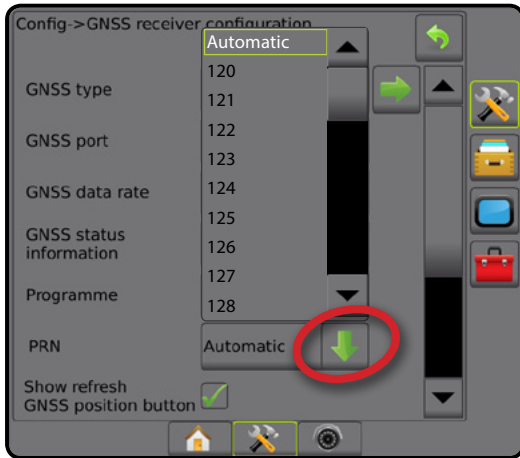 Config->GNSS receiver configuration
Automatic
120
121
122
123
124
125
126
127
128
GNSS type
GNSS port
GNSS data rate
GNSS status
information
Programme
PRN
Automatic
Show refresh
GNSS position button